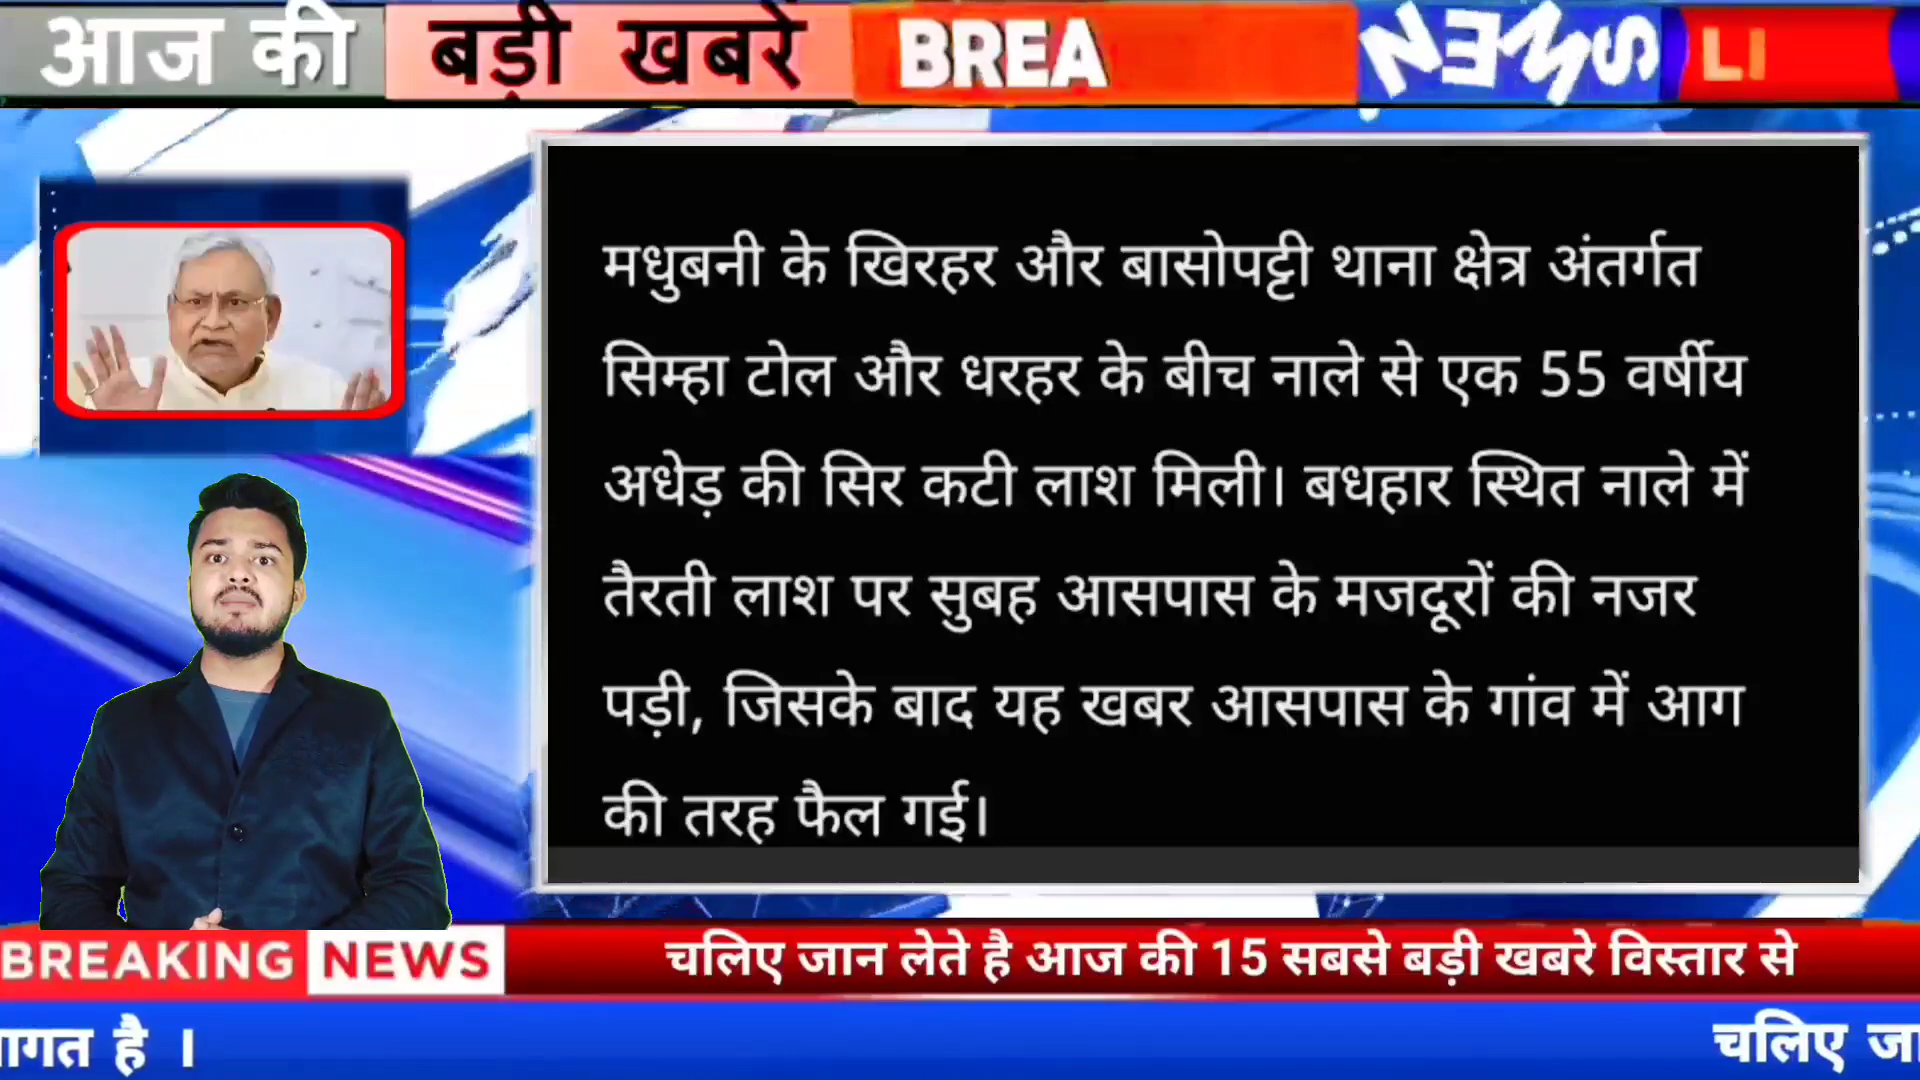 आज की बड़ी खबरे BREA NEWS LI
मधुबनी के खिरहर और बासोपट्टी थाना क्षेत्र अंतर्गत
सिम्हा टोल और धरहर के बीच नाले से एक 55 वर्षीय
अधेड़ की सिर कटी लाश मिली। बधहार स्थित नाले में
तैरती लाश पर सुबह आसपास के मजदूरों की नजर
पड़ी, जिसके बाद यह खबर आसपास के गांव में आग
की तरह फैल गई।
BREAKING NEWS चलिए जान लेते है आज की 15 सबसे बड़ी खबरे विस्तार से
ागत है । चलिए जा